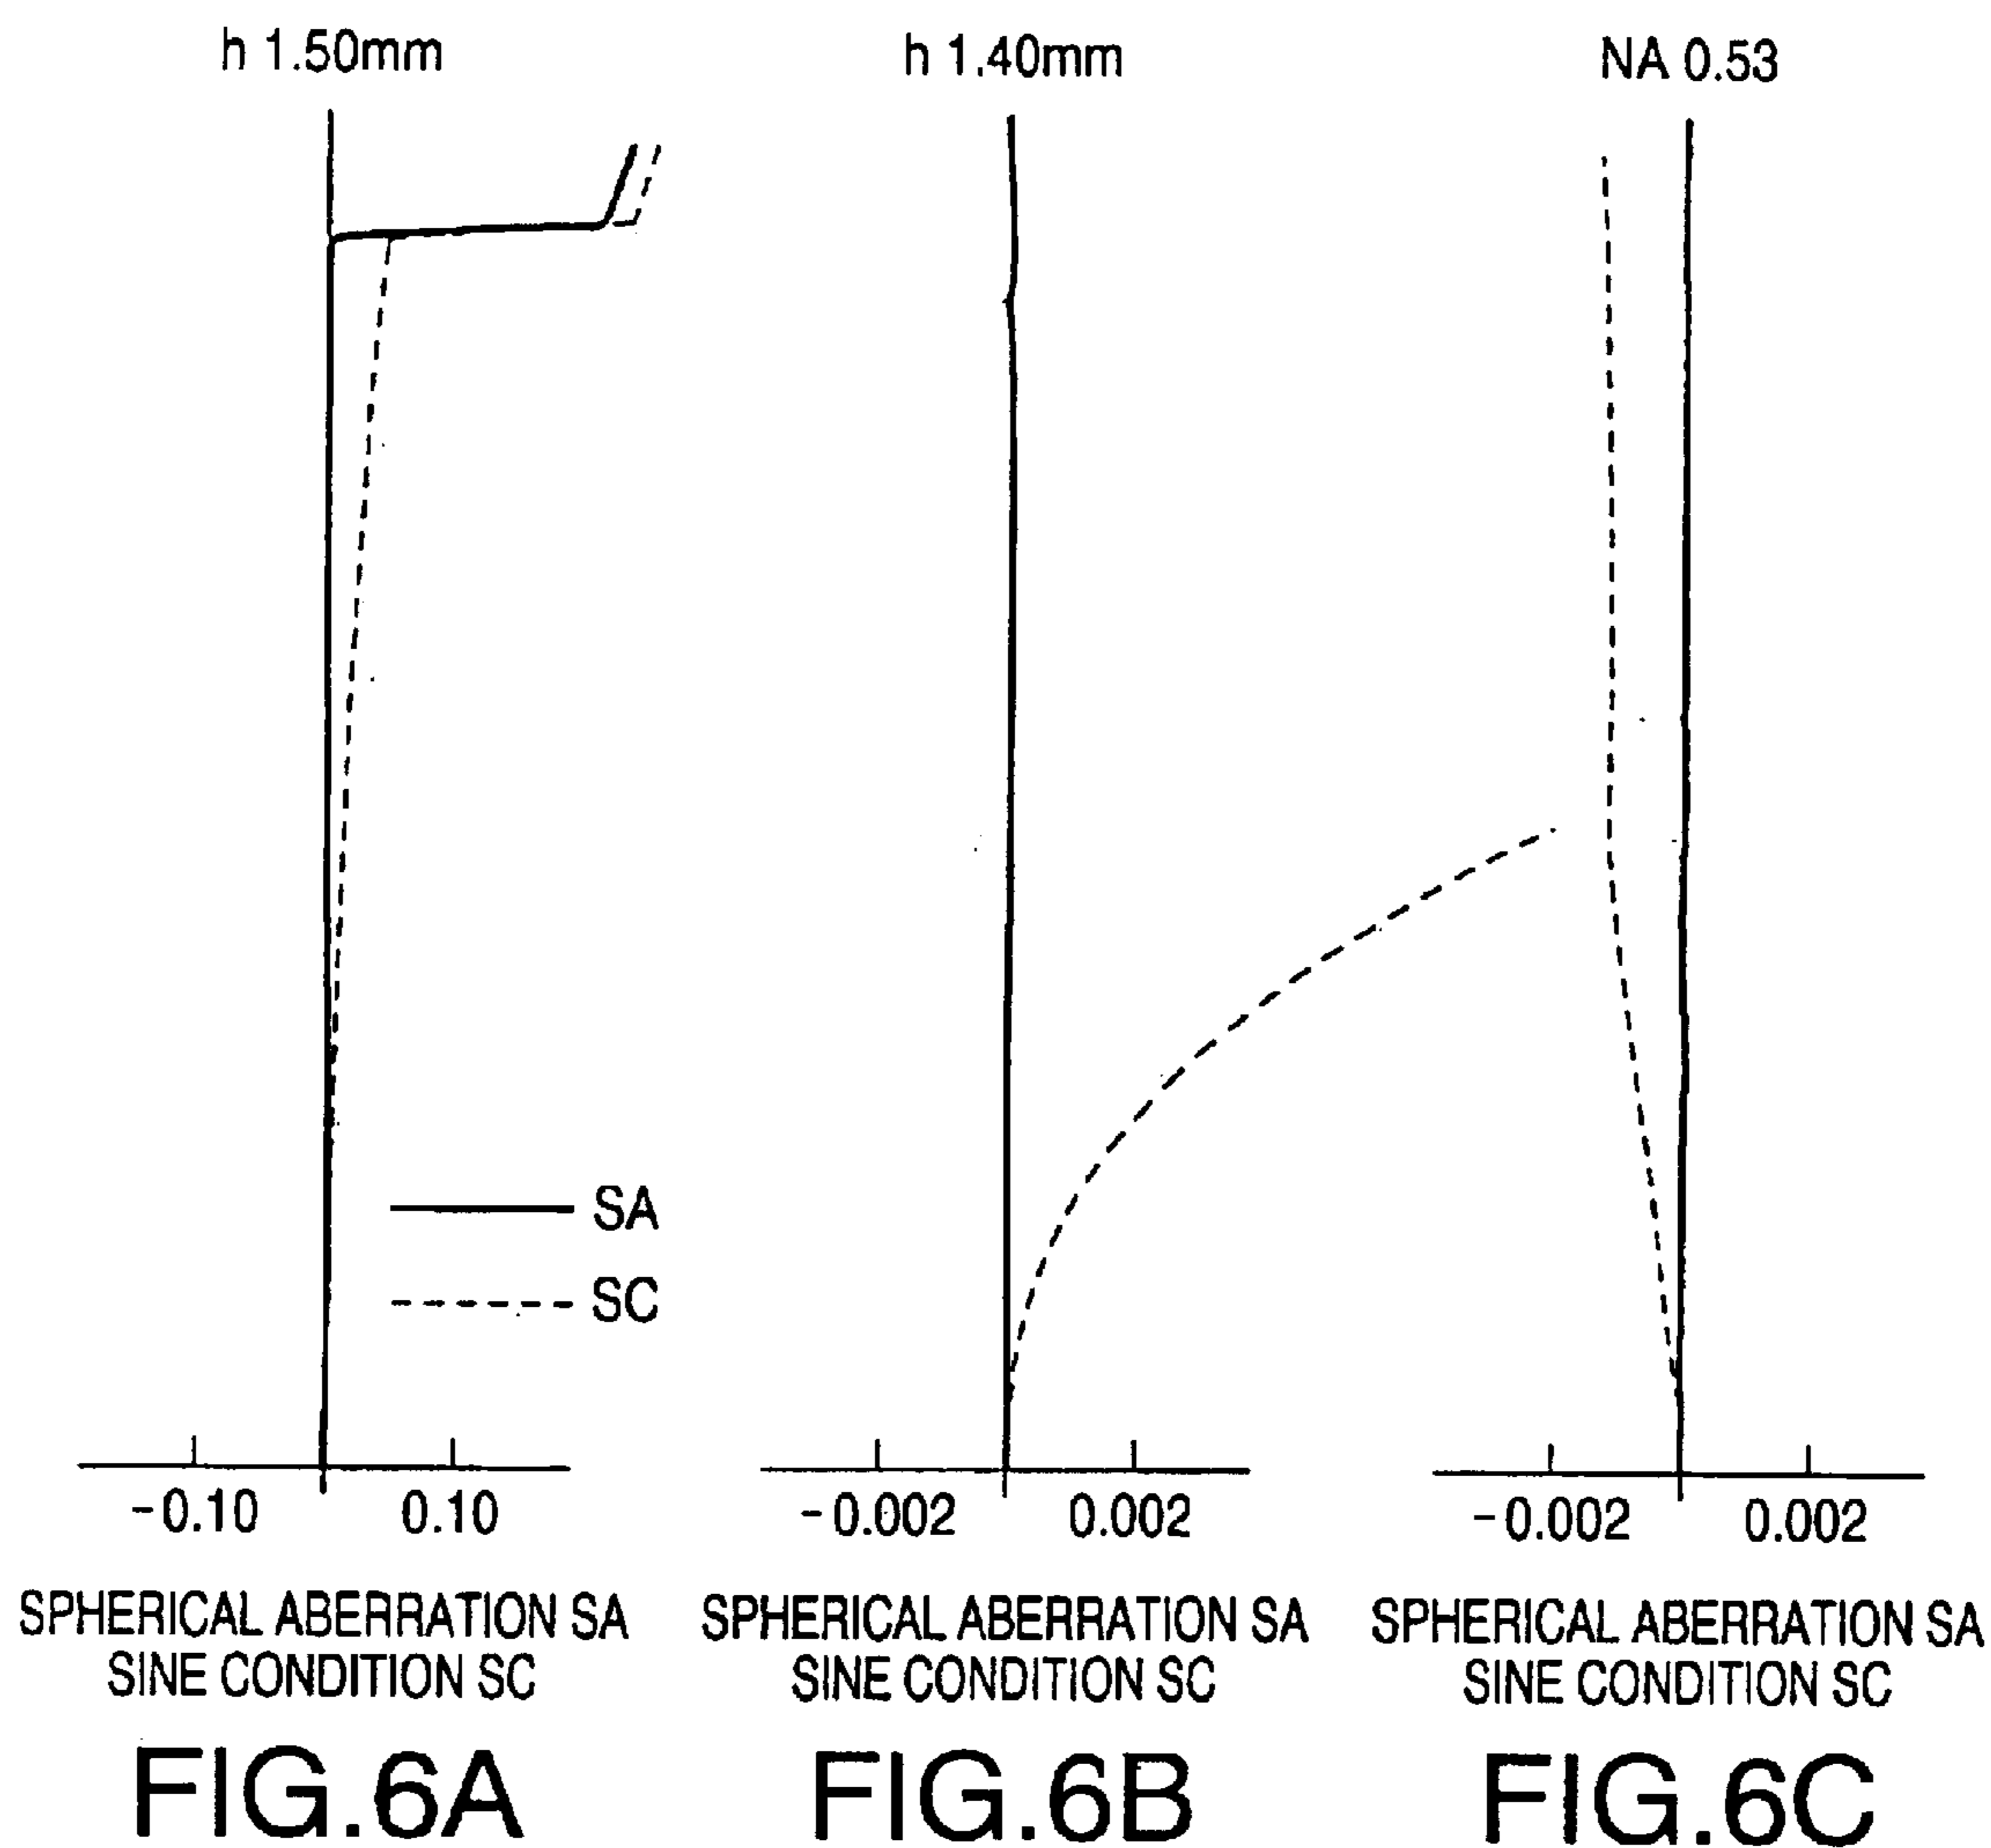 h 1.50mm
h 1.40mm
NA 0.53
SA
SC
-0.10
0.10
-0.002
0.002
-0.002
0.002
SPHERICAL ABERRATION SA
SINE CONDITION SC
SPHERICAL ABERRATION SA
SINE CONDITION SC
SPHERICAL ABERRATION SA
SINE CONDITION SC
FIG.6A
FIG.6B
FIG.6C